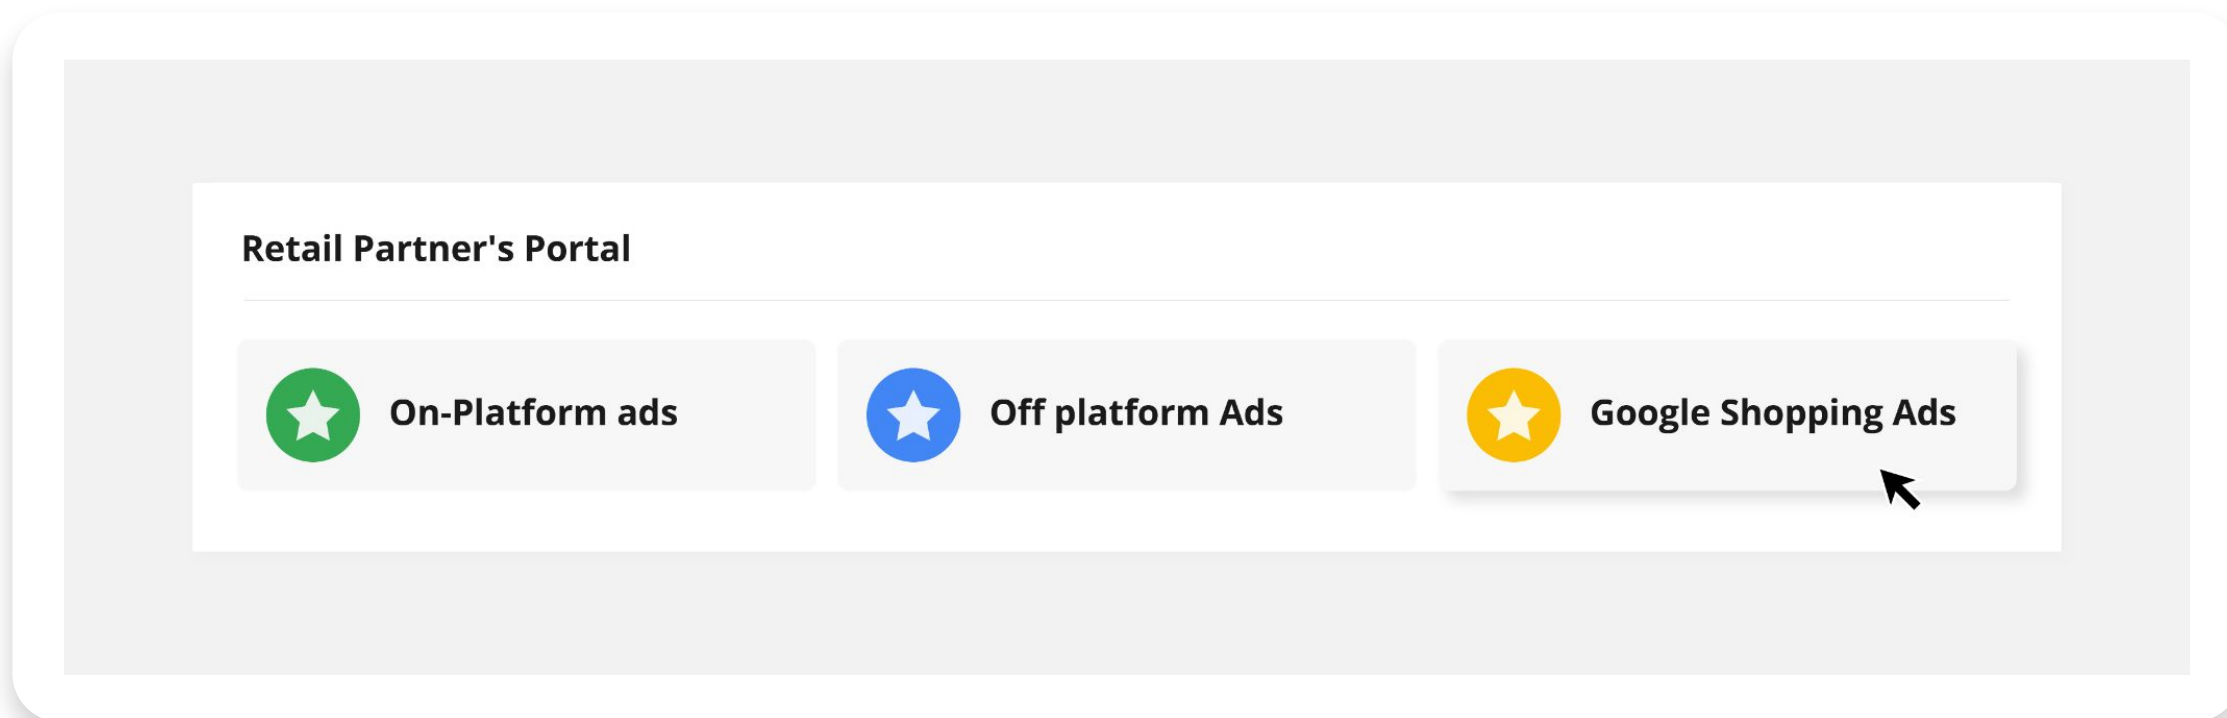 Retail Partner's Portal
On-Platform ads
Off platform Ads
Google Shopping Ads